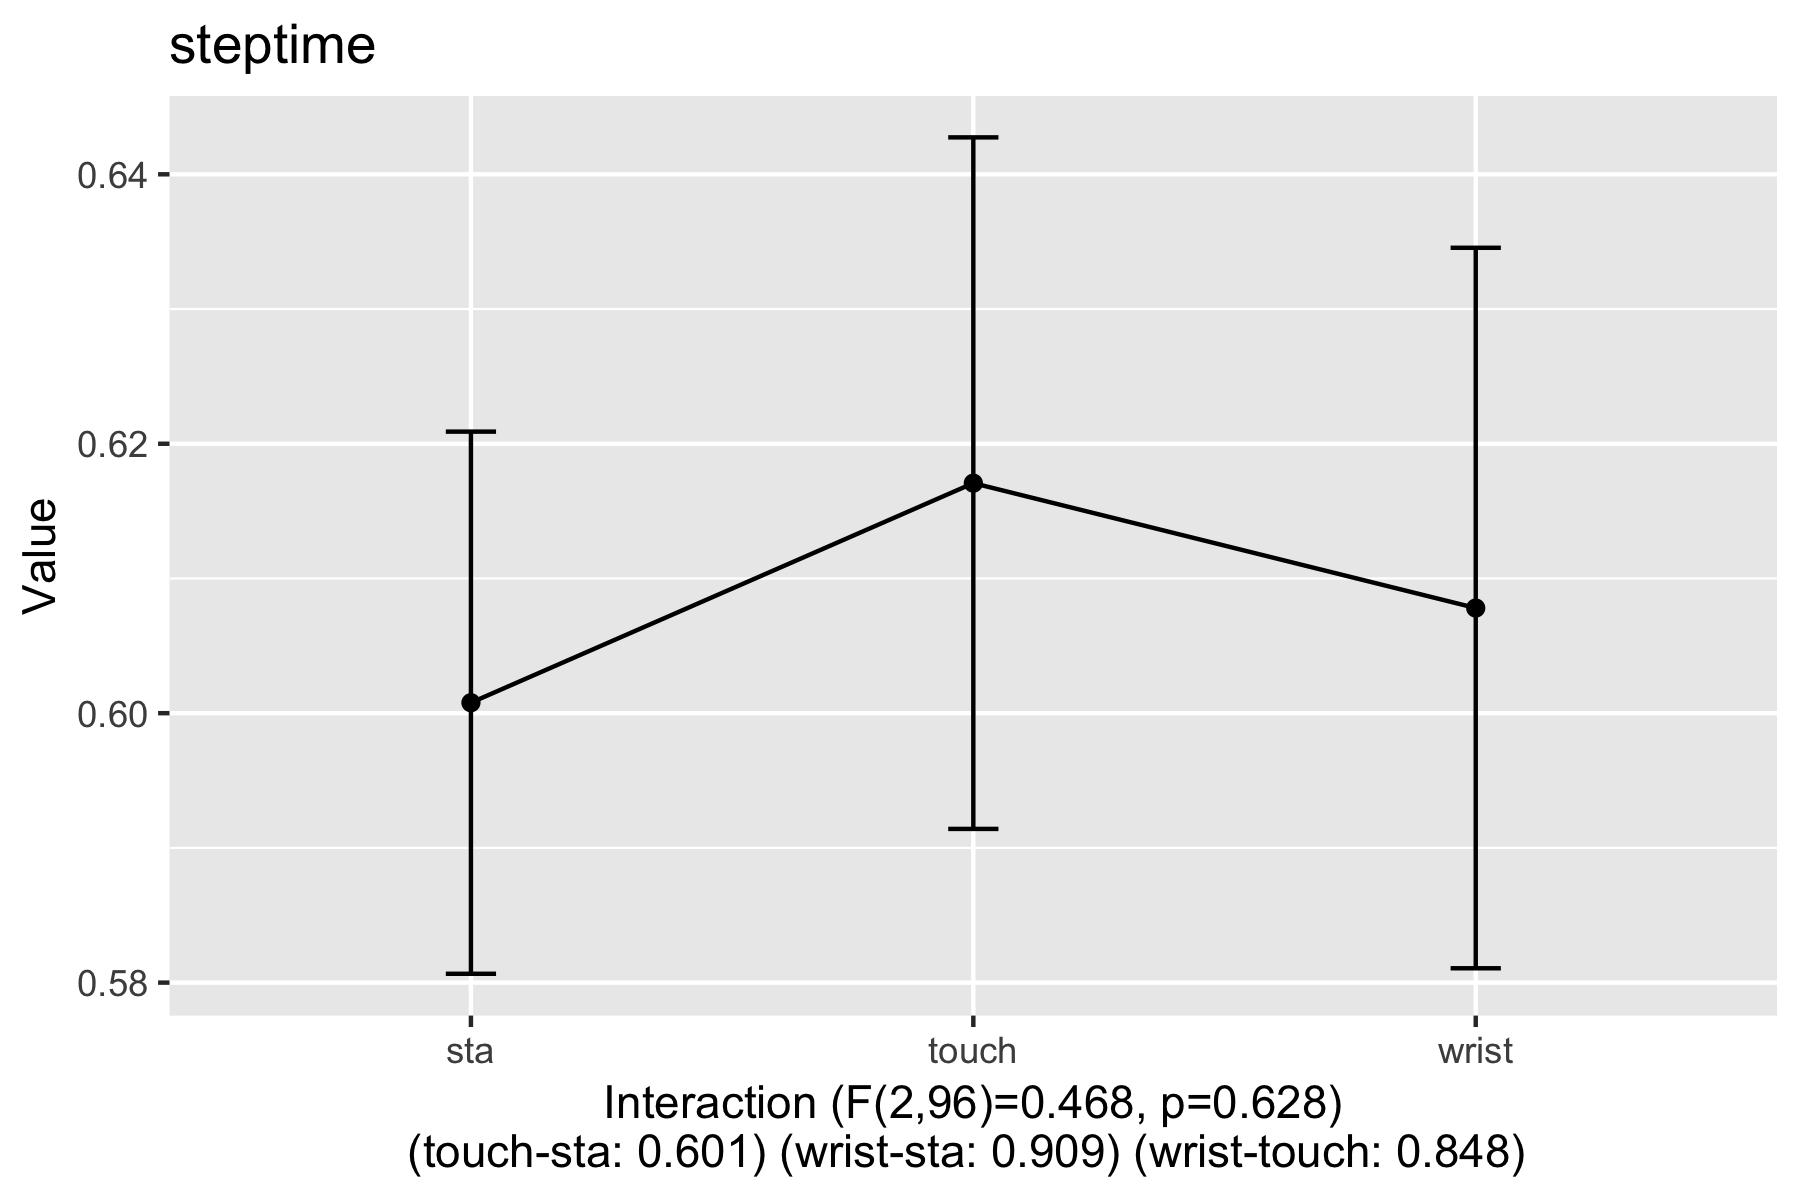 steptime
Value
0.64
0.62
0.60
0.58
sta touch wrist
Interaction (F(2,96)=0.468, p=0.628)
(touch-sta: 0.601) (wrist-sta: 0.909) (wrist-touch: 0.848)